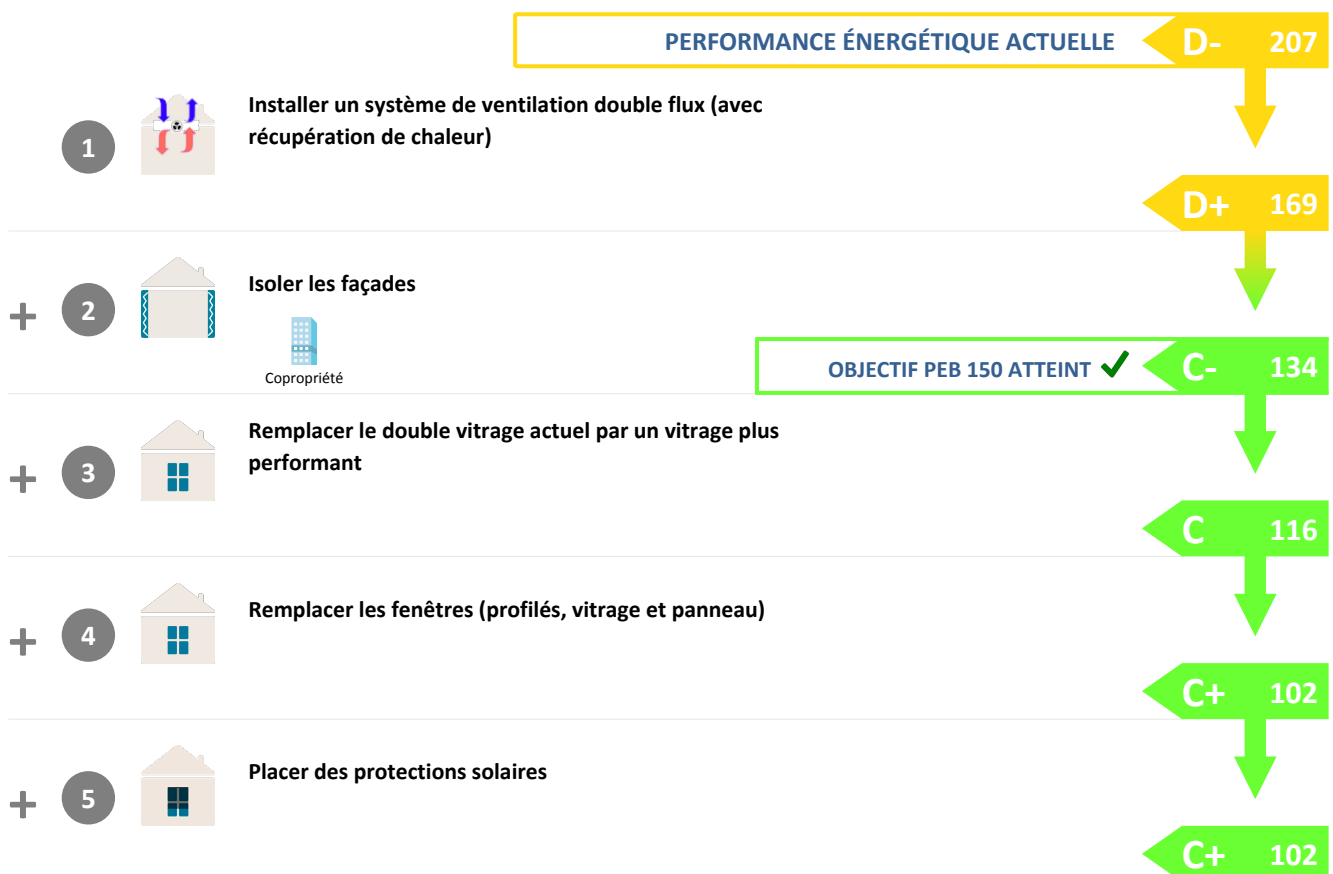 PERFORMANCE ÉNERGÉTIQUE ACTUELLE D- 207
1 Installer un système de ventilation double flux (avec
récupération de chaleur)
D+ 169
+ 2 Isoler les façades
Copropriété
OBJECTIF PEB 150 ATTEINT ✔ C- 134
+ 3 Remplacer le double vitrage actuel par un vitrage plus
performant
C 116
+ 4 Remplacer les fenêtres (profilés, vitrage et panneau)
C+ 102
+ 5 Placer des protections solaires
C+ 102